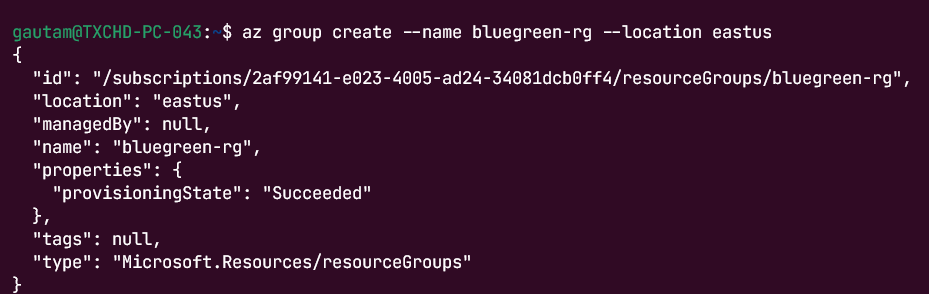 gautam@TXCHD-PC-043:~$ az group create --name bluegreen-rg --location eastus
{
  "id": "/subscriptions/2af99141-e023-4005-ad24-34081dcb0ff4/resourceGroups/bluegreen-rg",
  "location": "eastus",
  "managedBy": null,
  "name": "bluegreen-rg",
  "properties": {
    "provisioningState": "Succeeded"
  },
  "tags": null,
  "type": "Microsoft.Resources/resourceGroups"
}